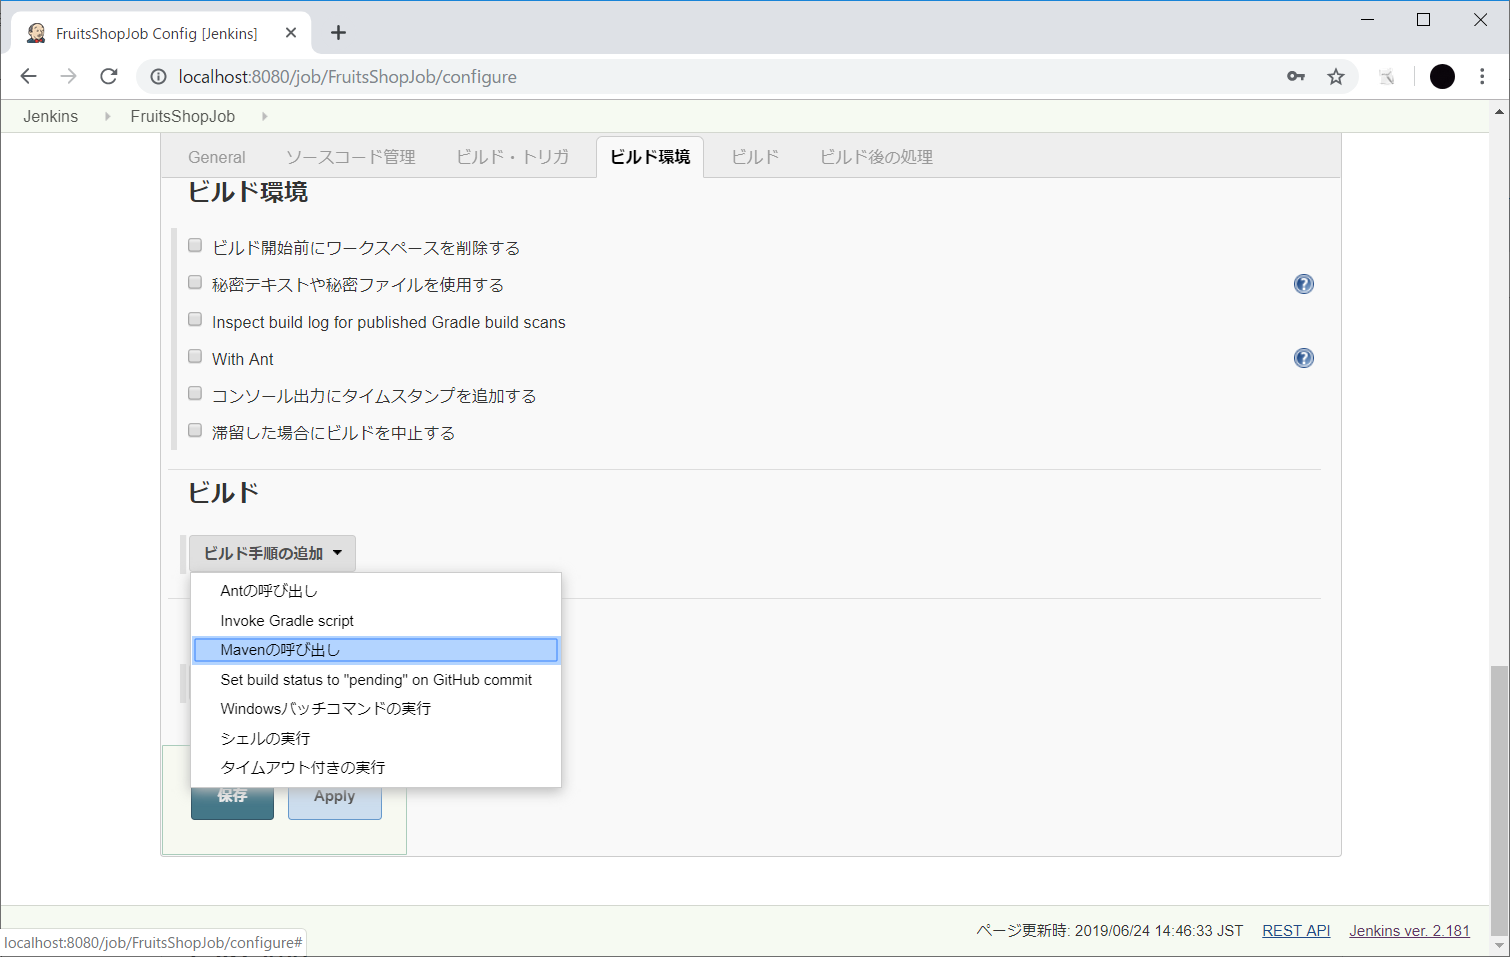 FruitsShopJob Config [Jenkins]
localhost:8080/job/FruitsShopJob/configure
Jenkins FruitsShopJob
General ソースコード管理 ビルド・トリガ ビルド環境 ビルド ビルド後の処理
ビルド環境
ビルド開始前にワークスペースを削除する
秘密テキストや秘密ファイルを使用する
Inspect build log for published Gradle build scans
With Ant
コンソール出力にタイムスタンプを追加する
滞留した場合にビルドを中止する
ビルド
ビルド手順の追加
Antの呼び出し
Invoke Gradle script
Mavenの呼び出し
Set build status to "pending" on GitHub commit
Windowsバッチコマンドの実行
シェルの実行
タイムアウト付きの実行
保存 Apply
ページ更新時: 2019/06/24 14:46:33 JST REST API Jenkins ver. 2.181
localhost:8080/job/FruitsShopJob/configure#